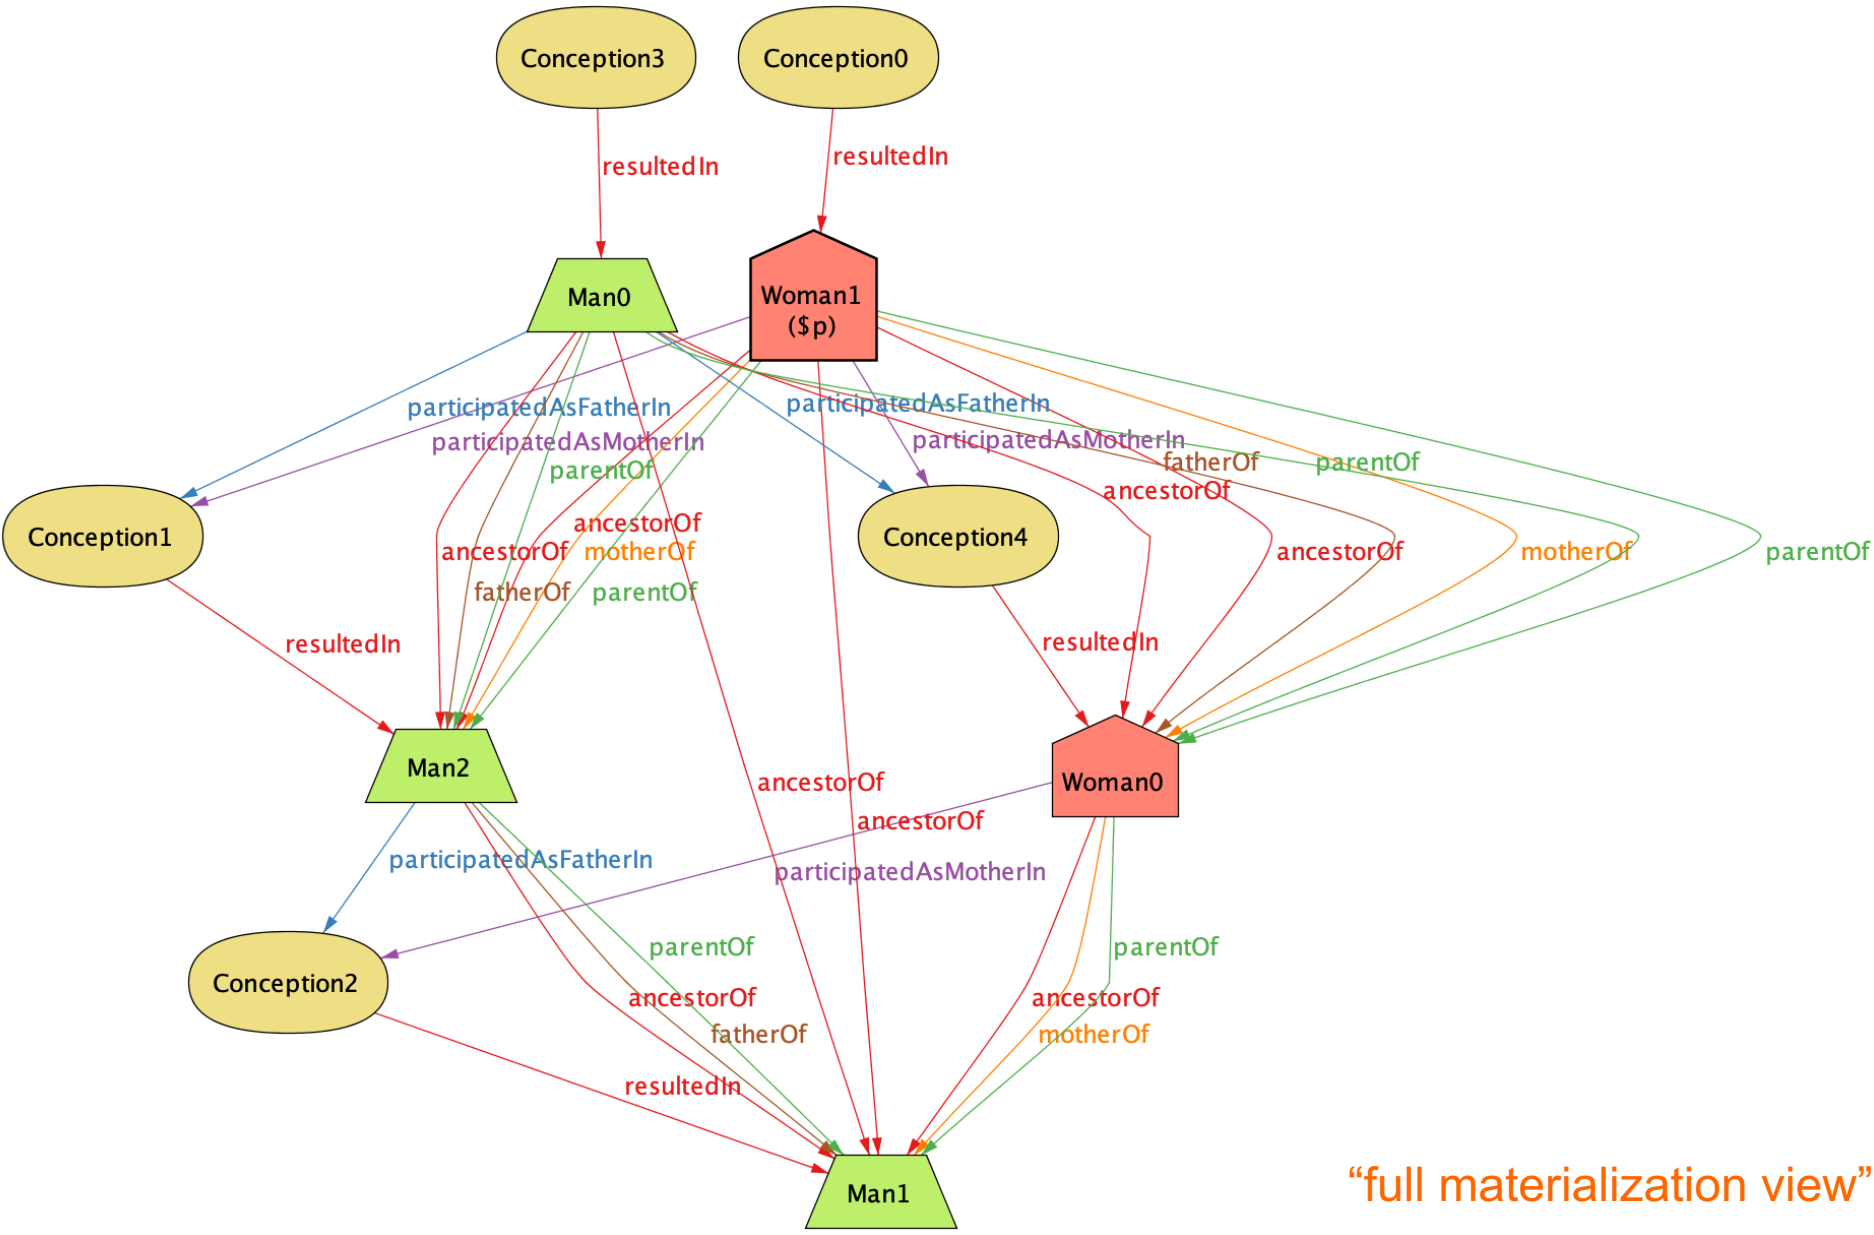 Conception3
Conception0
resultedIn
resultedIn
Man0
Woman1
($p)
participatedAsFatherIn
participatedAsFatherIn
participatedAsMotherIn
participatedAsMotherIn
parentOf
fatherOf
parentOf
ancestorOf
Conception1
ancestorOf
ancestorOf
motherOf
fatherOf
parentOf
Conception4
ancestorOf
motherOf
parentOf
resultedIn
resultedIn
Man2
ancestorOf
Woman0
ancestorOf
participatedAsFatherIn
participatedAsMotherIn
Conception2
parentOf
parentOf
ancestorOf
ancestorOf
fatherOf
motherOf
resultedIn
Man1
“full materialization view”